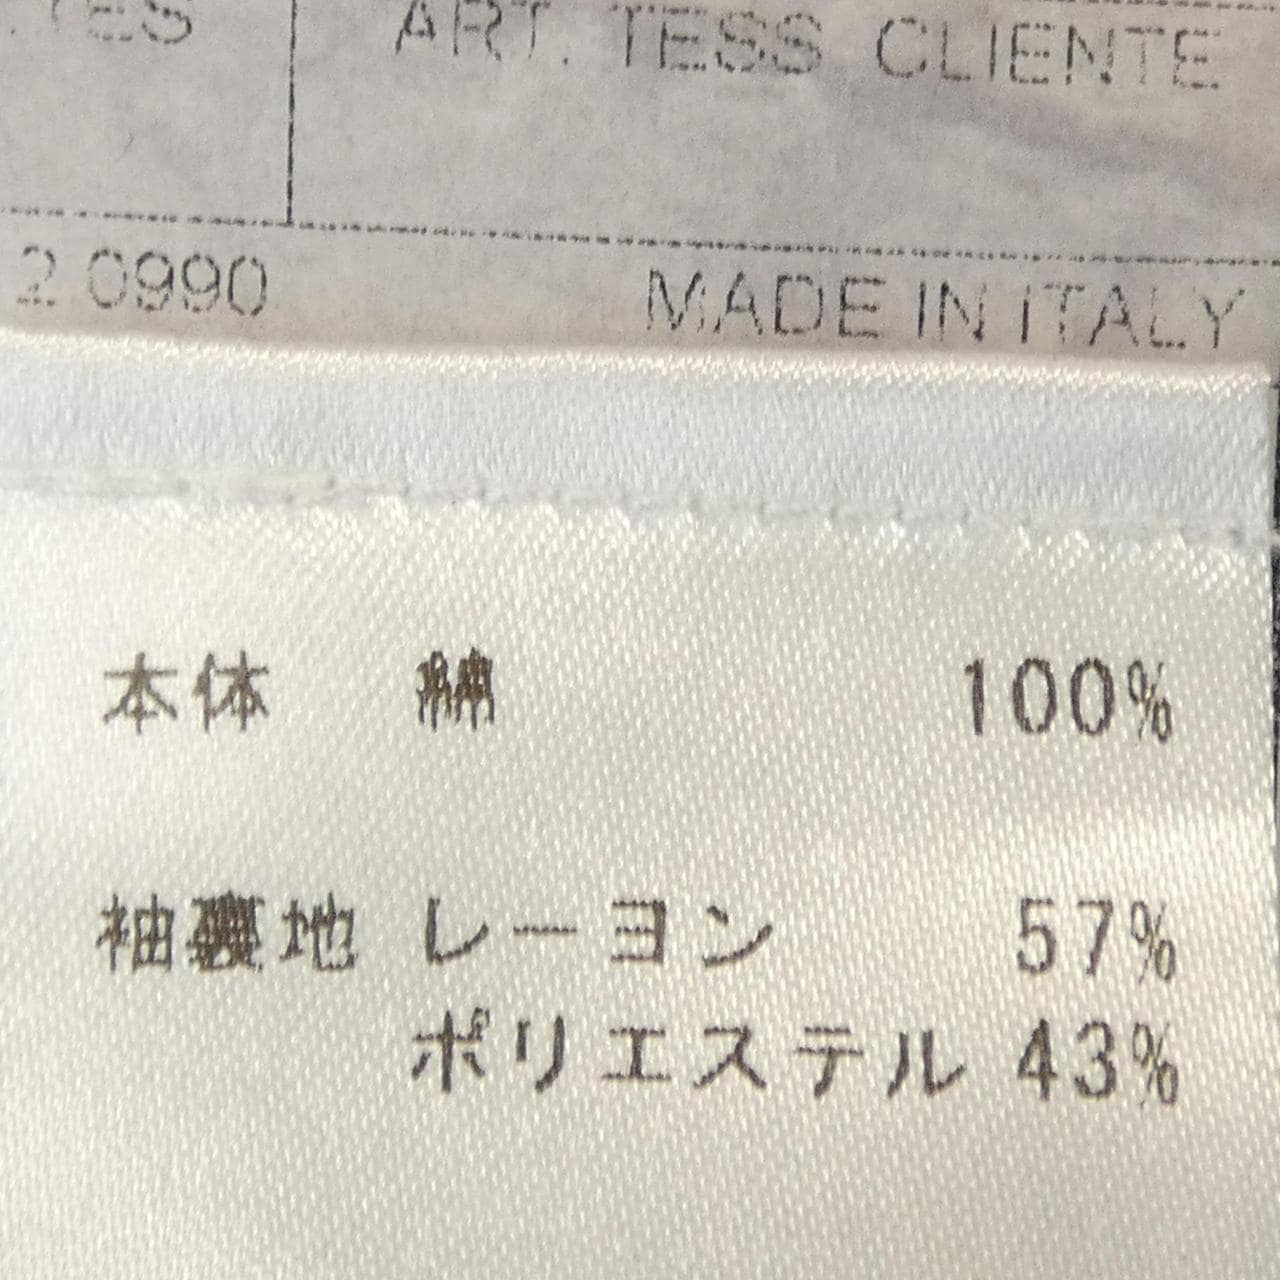 ART. TESS CLIENTE
2 0990 MADE IN ITALY
本体 綿 100%
袖裏地 レーヨン 57%
ポリエステル 43%